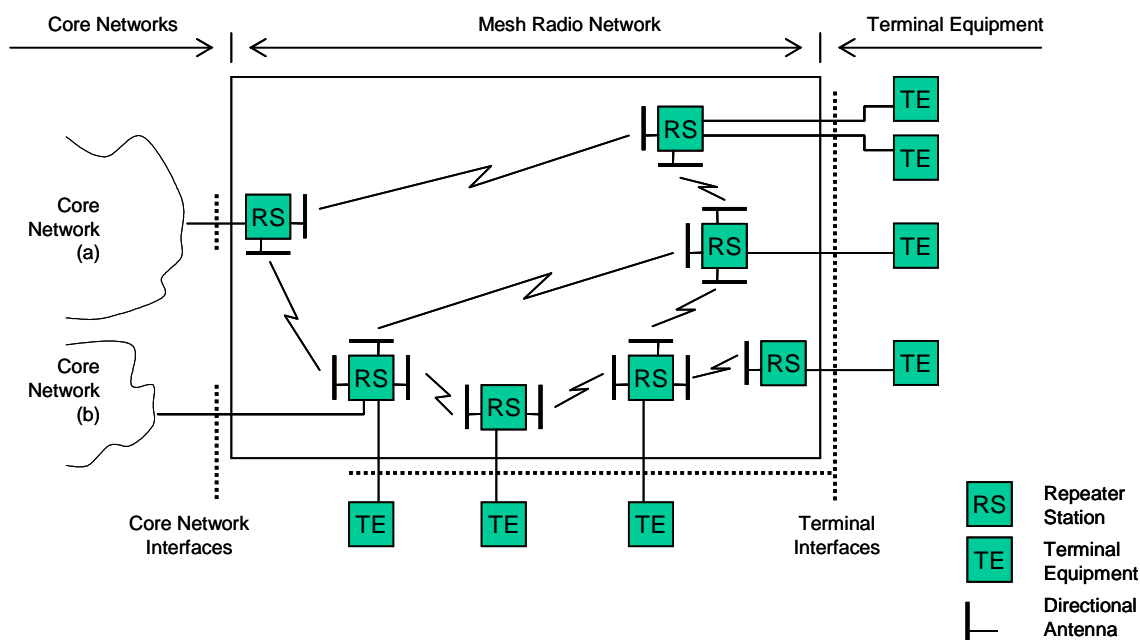 Core Networks
Mesh Radio Network
Terminal Equipment
TE
RS
TE
Core
Network
(a)
RS
RS
TE
Core
Network
(b)
RS
RS
RS
RS
TE
Core Network
Interfaces
TE
TE
TE
Terminal
Interfaces
RS
Repeater
Station
TE
Terminal
Equipment
Directional
Antenna